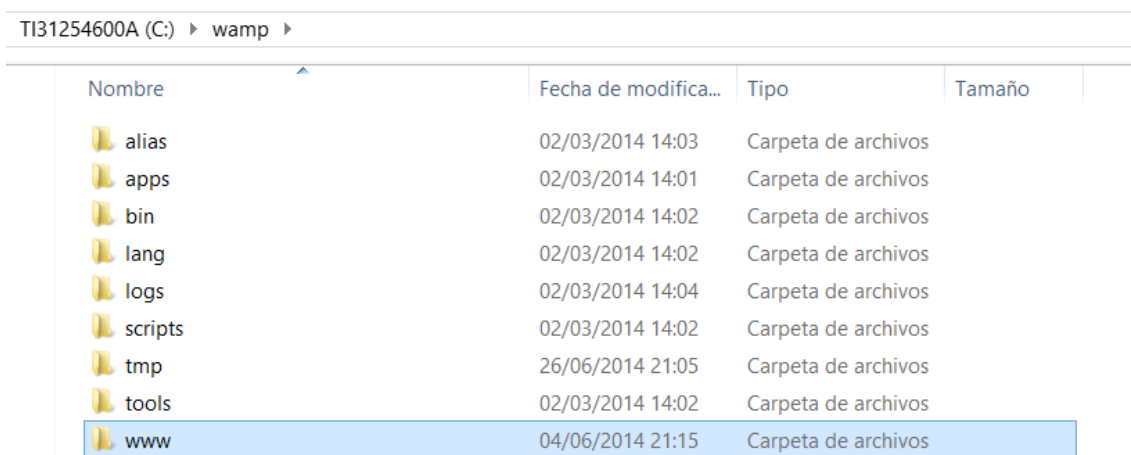 TI31254600A (C:) wamp
Nombre Fecha de modifica... Tipo Tamaño
alias 02/03/2014 14:03 Carpeta de archivos
apps 02/03/2014 14:01 Carpeta de archivos
bin 02/03/2014 14:02 Carpeta de archivos
lang 02/03/2014 14:02 Carpeta de archivos
logs 02/03/2014 14:04 Carpeta de archivos
scripts 02/03/2014 14:02 Carpeta de archivos
tmp 26/06/2014 21:05 Carpeta de archivos
tools 02/03/2014 14:02 Carpeta de archivos
www 04/06/2014 21:15 Carpeta de archivos